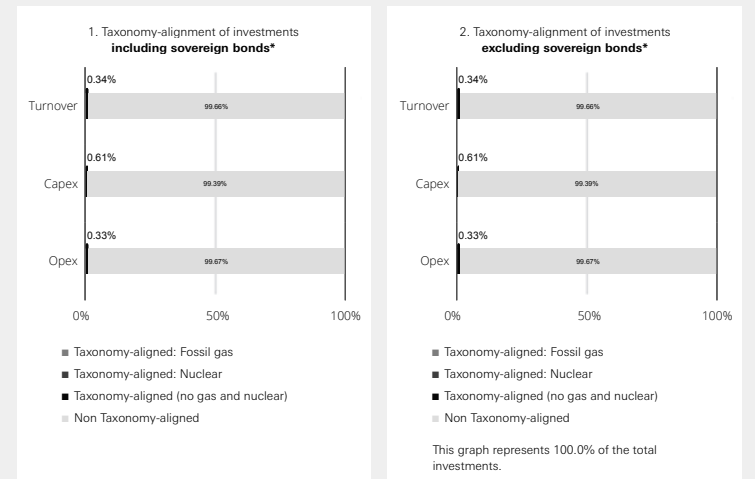 1. Taxonomy-alignment of investments
including sovereign bonds*
0.34%
Turnover
99.66%
0.61%
Capex
99.39%
0.33%
Opex
99.67%
0%
50%
100%
Taxonomy-aligned: Fossil gas
Taxonomy-aligned: Nuclear
Taxonomy-aligned (no gas and nuclear)
Non Taxonomy-aligned
2. Taxonomy-alignment of investments
excluding sovereign bonds*
0.34%
Turnover
99.66%
0.61%
Capex
99.39%
0.33%
Opex
99.67%
0%
50%
100%
Taxonomy-aligned: Fossil gas
Taxonomy-aligned: Nuclear
Taxonomy-aligned (no gas and nuclear)
Non Taxonomy-aligned
This graph represents 100.0% of the total
investments.